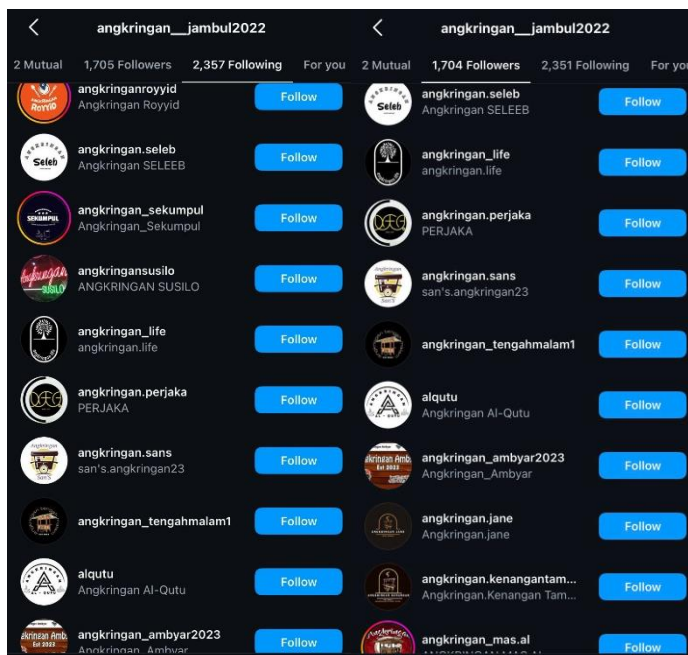 angkringan__jambul2022
2 Mutual 1,705 Followers 2,357 Following For you
angkringanroyyid
Angkringan Royyid
Follow
angkringan.seleb
Angkringan SELEEB
Follow
angkringan_sekumpul
Angkringan_Sekumpul
Follow
angkringansusilo
ANGKRINGAN SUSILO
Follow
angkringan_life
angkringan.life
Follow
angkringan.perjaka
PERJAKA
Follow
angkringan.sans
san's.angkringan23
Follow
angkringan_tengahmalam1
Follow
alqutu
Angkringan Al-Qutu
Follow
angkringan_ambyar2023
Angkringan_Ambyar
Follow
angkringan__jambul2022
2 Mutual 1,704 Followers 2,351 Following For you
angkringan.seleb
Angkringan SELEEB
Follow
angkringan_life
angkringan.life
Follow
angkringan.perjaka
PERJAKA
Follow
angkringan.sans
san's.angkringan23
Follow
angkringan_tengahmalam1
Follow
alqutu
Angkringan Al-Qutu
Follow
angkringan_ambyar2023
Angkringan_Ambyar
Follow
angkringan.jane
Angkringan.jane
Follow
angkringan.kenangantam...
Angkringan.Kenangan Tam...
Follow
angkringan_mas.al
Follow